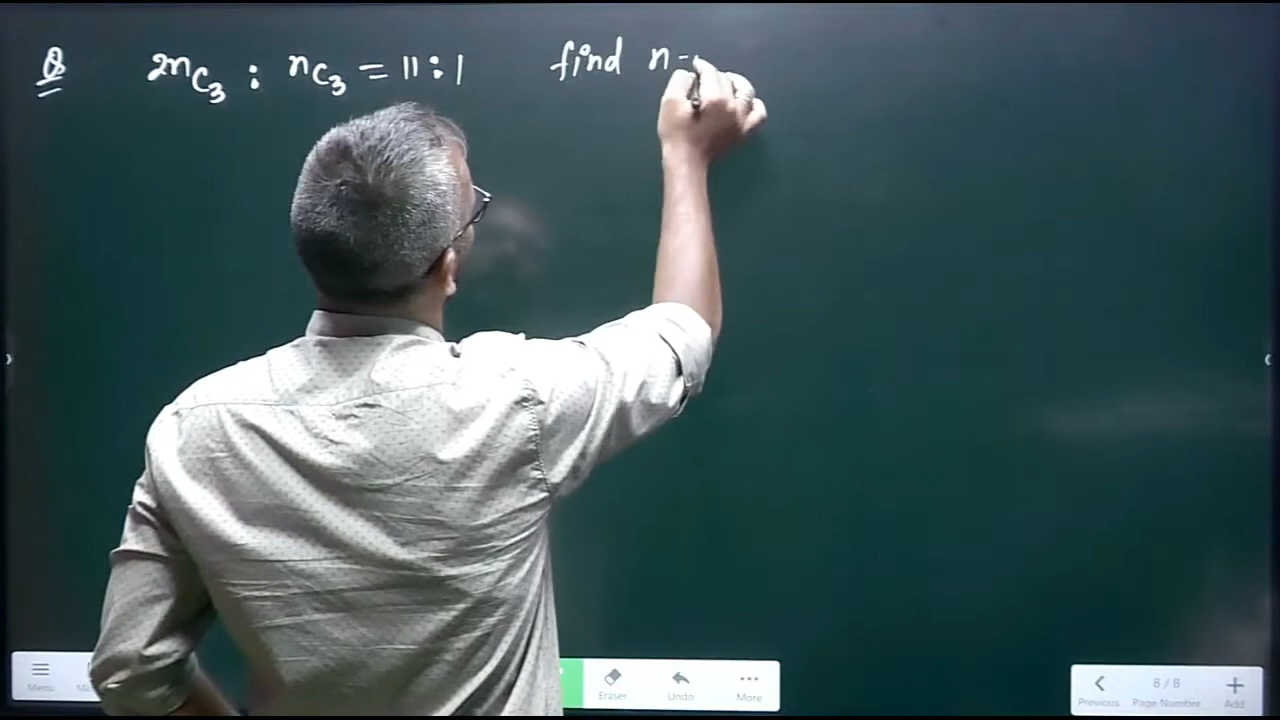 Q 2nC3 : nC3 = 11 : 1 find n =
Menu Eraser Undo More Previous 8 / 8 Page Number Add